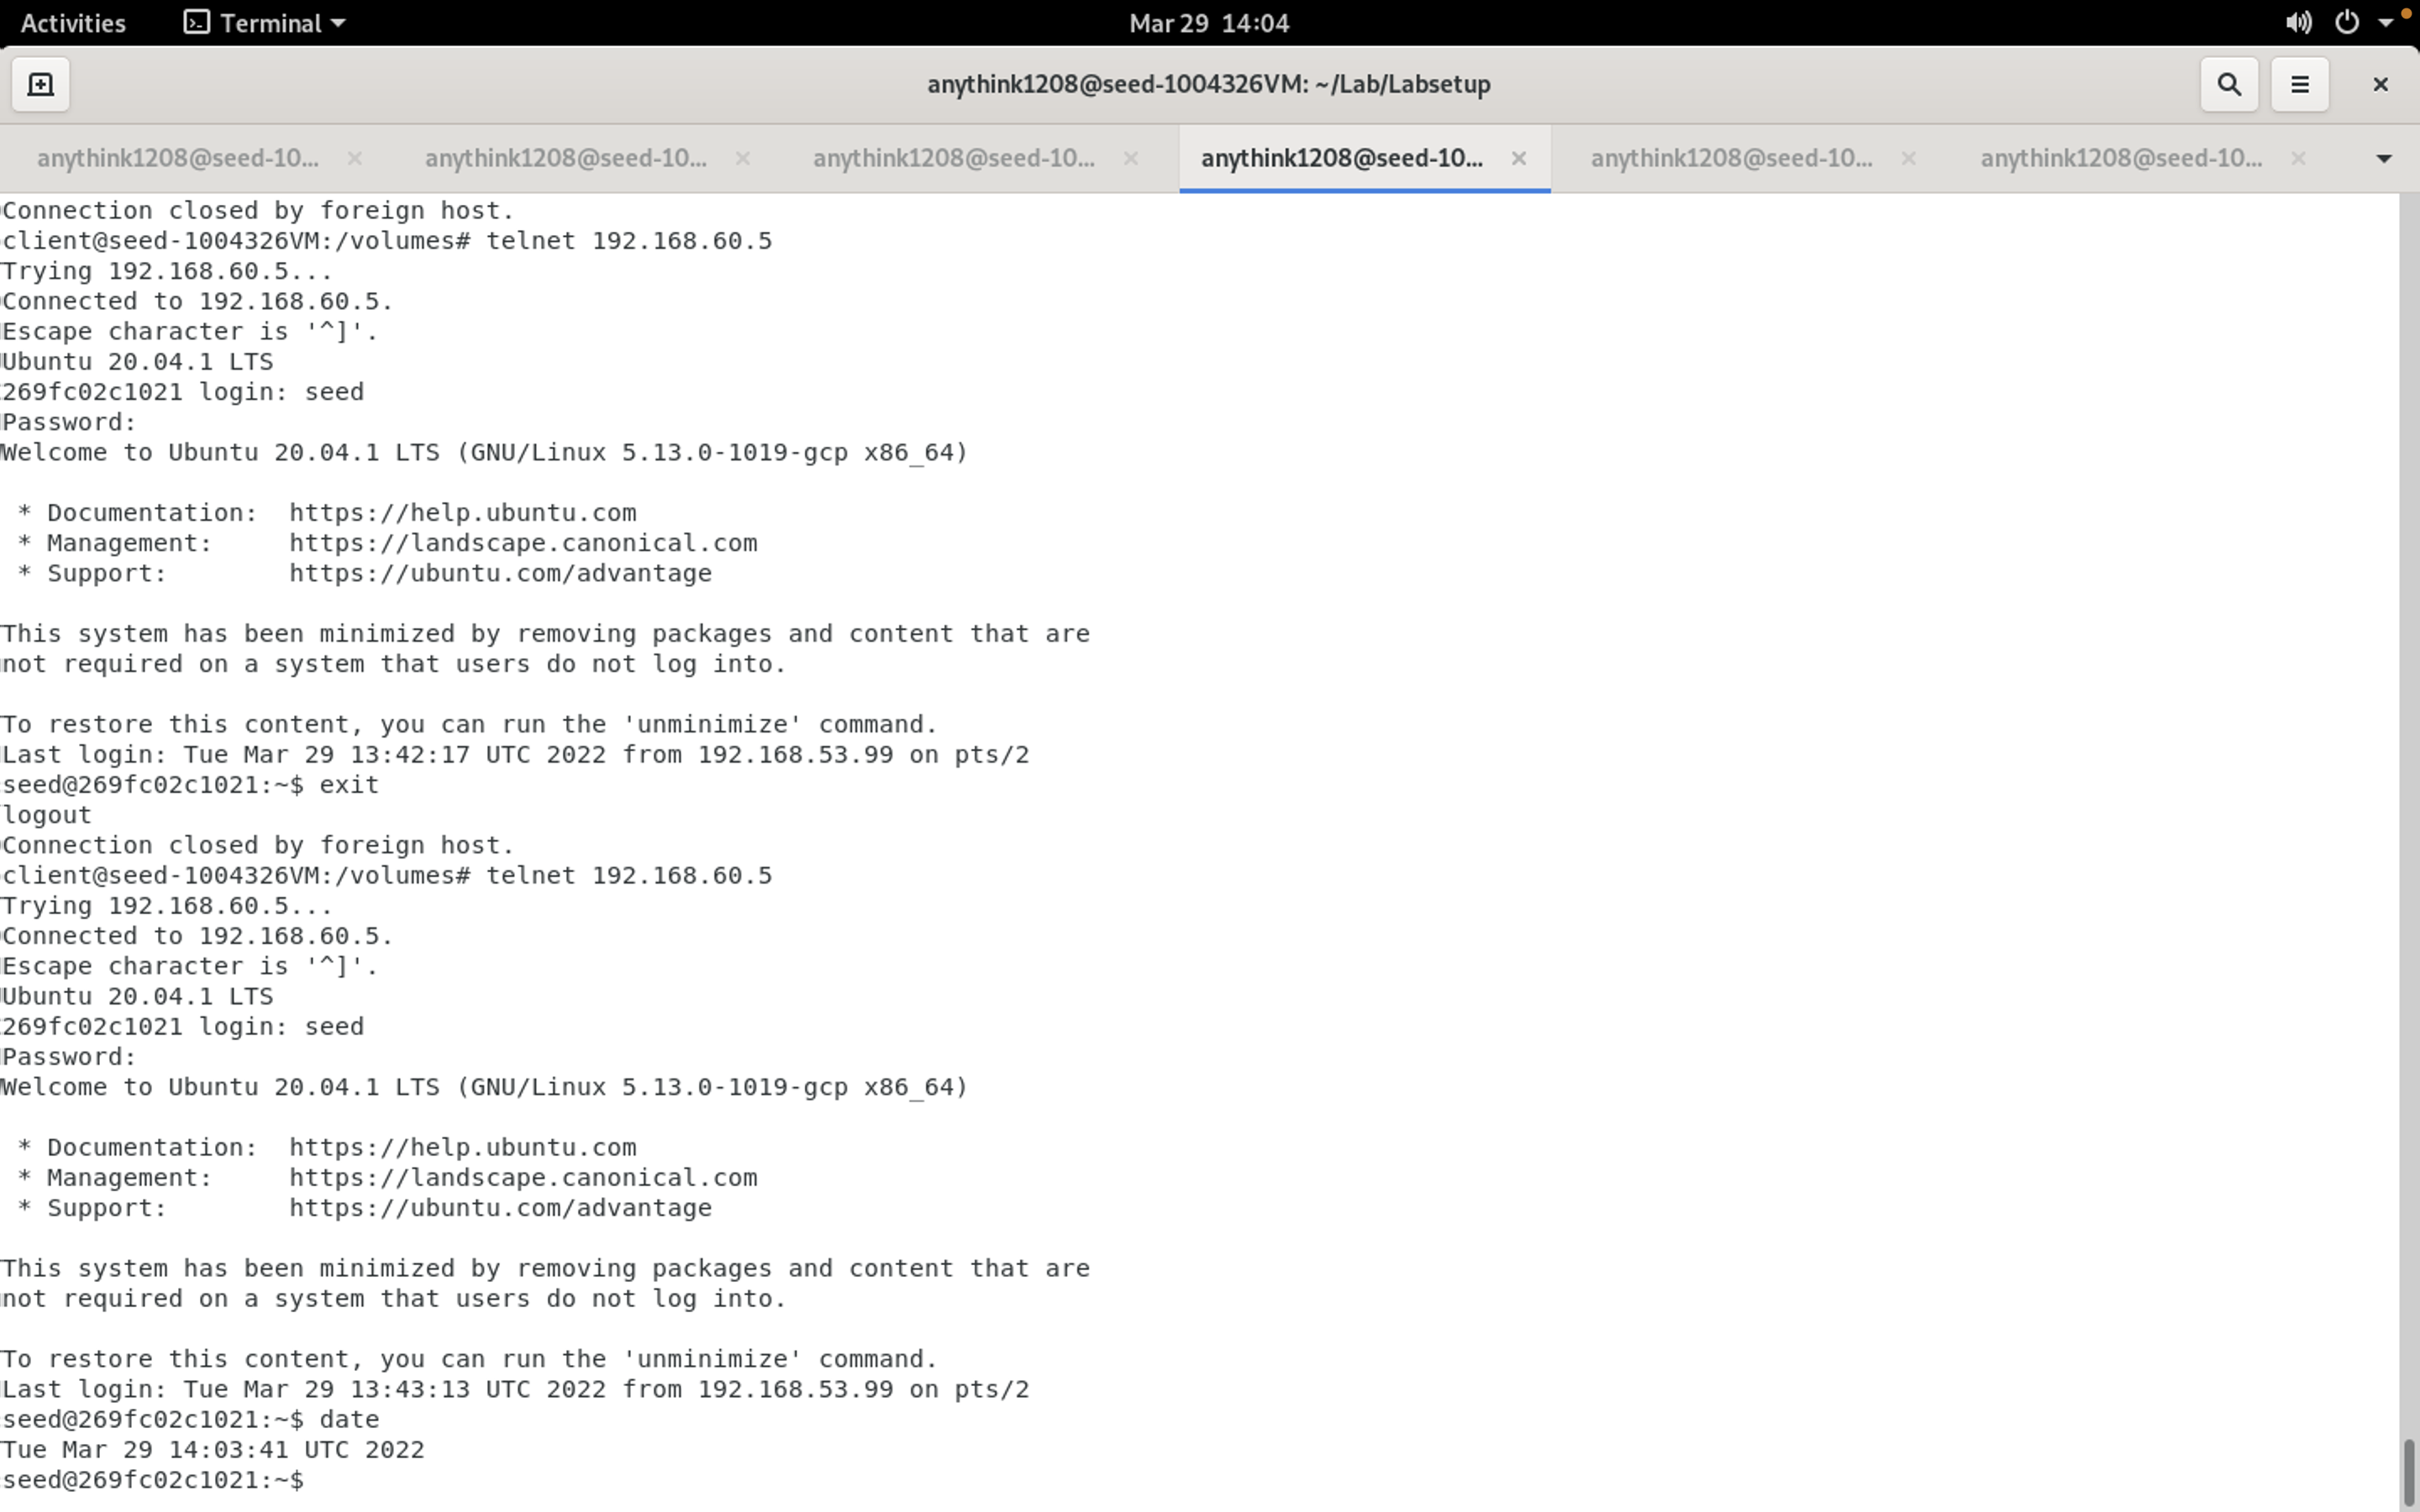 Activities
Terminal
Mar 29 14:04
anythink1208@seed-1004326VM: ~/Lab/Labsetup
anythink1208@seed-10...
anythink1208@seed-10...
anythink1208@seed-10...
anythink1208@seed-10...
anythink1208@seed-10...
anythink1208@seed-10...
Connection closed by foreign host.
client@seed-1004326VM:/volumes# telnet 192.168.60.5
Trying 192.168.60.5...
Connected to 192.168.60.5.
Escape character is '^]'.
Ubuntu 20.04.1 LTS
269fc02c1021 login: seed
Password:
Welcome to Ubuntu 20.04.1 LTS (GNU/Linux 5.13.0-1019-gcp x86_64)
* Documentation:  https://help.ubuntu.com
* Management:     https://landscape.canonical.com
* Support:        https://ubuntu.com/advantage
This system has been minimized by removing packages and content that are
not required on a system that users do not log into.
To restore this content, you can run the 'unminimize' command.
Last login: Tue Mar 29 13:42:17 UTC 2022 from 192.168.53.99 on pts/2
seed@269fc02c1021:~$ exit
logout
Connection closed by foreign host.
client@seed-1004326VM:/volumes# telnet 192.168.60.5
Trying 192.168.60.5...
Connected to 192.168.60.5.
Escape character is '^]'.
Ubuntu 20.04.1 LTS
269fc02c1021 login: seed
Password:
Welcome to Ubuntu 20.04.1 LTS (GNU/Linux 5.13.0-1019-gcp x86_64)
* Documentation:  https://help.ubuntu.com
* Management:     https://landscape.canonical.com
* Support:        https://ubuntu.com/advantage
This system has been minimized by removing packages and content that are
not required on a system that users do not log into.
To restore this content, you can run the 'unminimize' command.
Last login: Tue Mar 29 13:43:13 UTC 2022 from 192.168.53.99 on pts/2
seed@269fc02c1021:~$ date
Tue Mar 29 14:03:41 UTC 2022
seed@269fc02c1021:~$